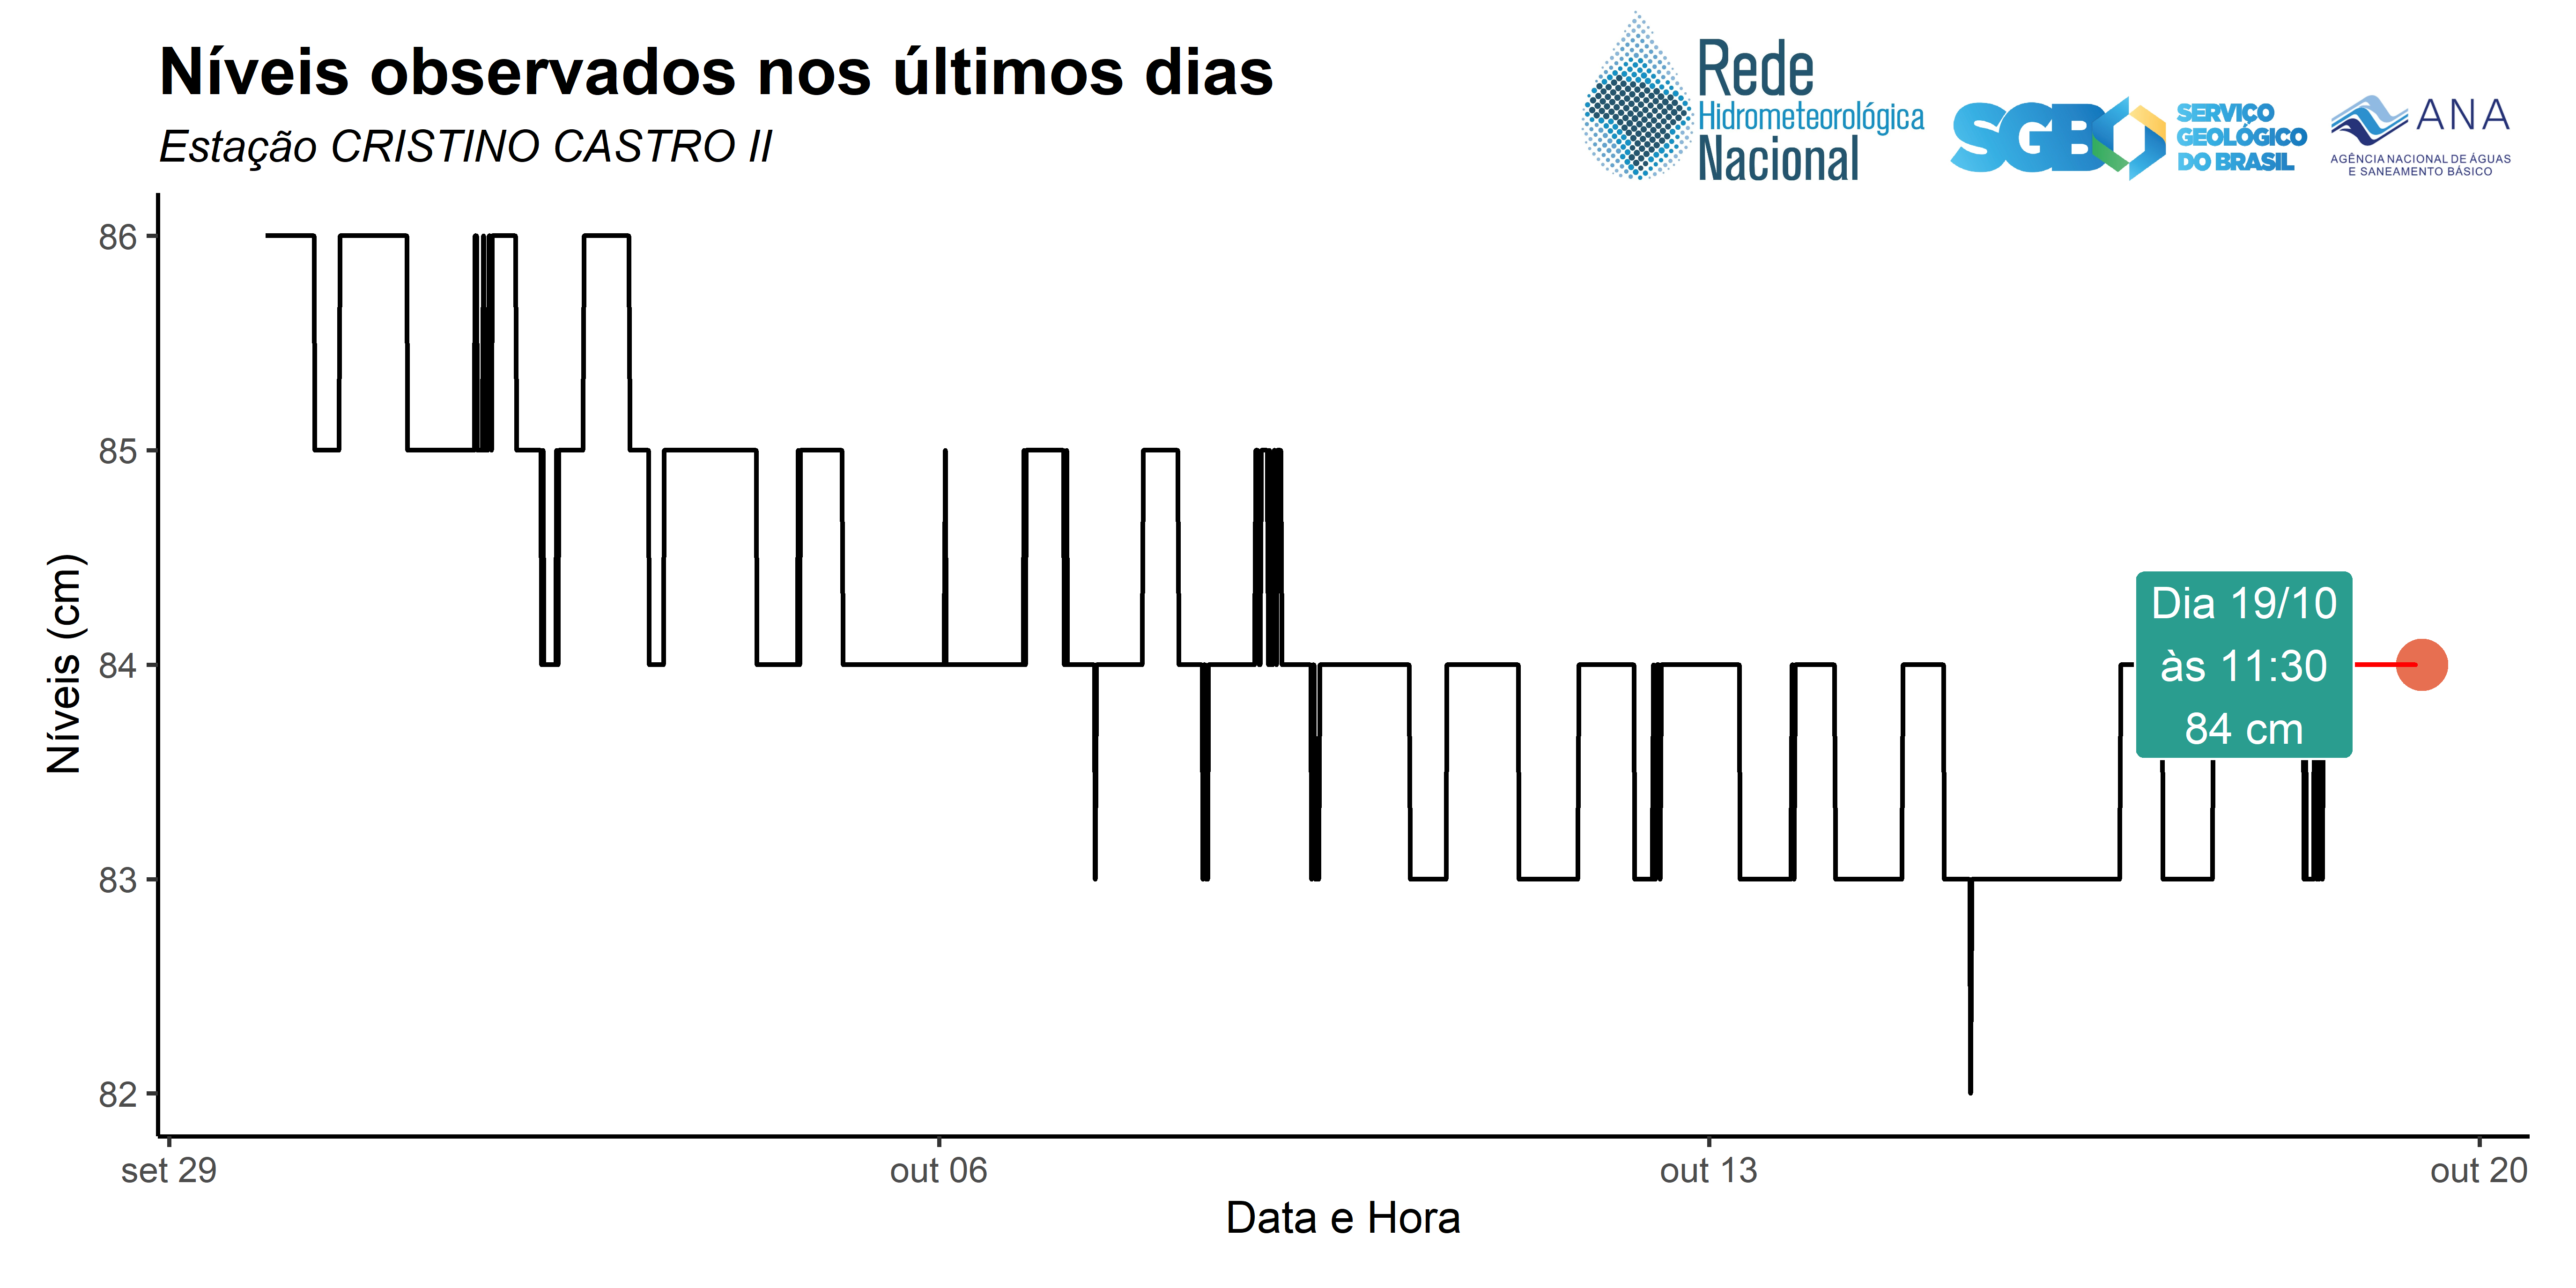 Níveis observados nos últimos dias
Estação CRISTINO CASTRO II
Rede
Hidrometeorológica
Nacional
SGB
SERVIÇO
GEOLÓGICO
DO BRASIL
ANA
AGÊNCIA NACIONAL DE ÁGUAS
E SANEAMENTO BÁSICO
Níveis (cm)
86
85
84
83
82
Dia 19/10
às 11:30
84 cm
set 29
out 06
out 13
out 20
Data e Hora